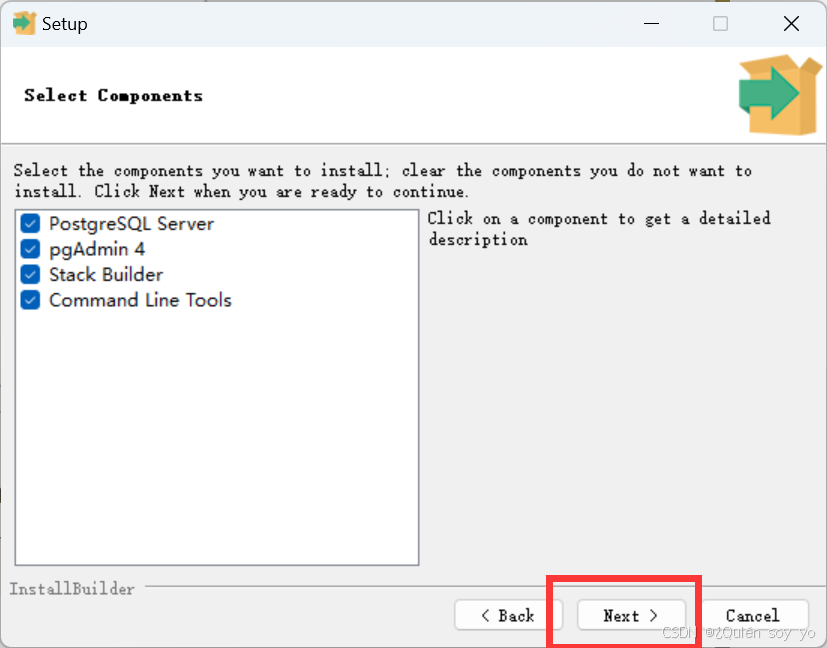 Setup
Select Components
Select the components you want to install; clear the components you do not want to
install. Click Next when you are ready to continue.
PostgreSQL Server
pgAdmin 4
Stack Builder
Command Line Tools
Click on a component to get a detailed
description
InstallBuilder
< Back
Next >
Cancel
CSDN @¿Quién soy yo